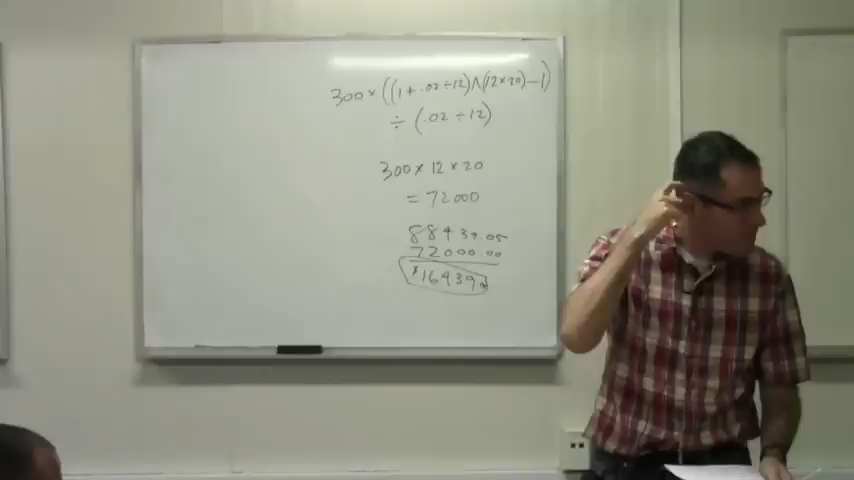 300 × ((1 + .02 ÷ 12) ∧ (12 × 20) − 1)
÷ (.02 ÷ 12)
300 × 12 × 20
= 72000
88439.05
72000.00
$16439